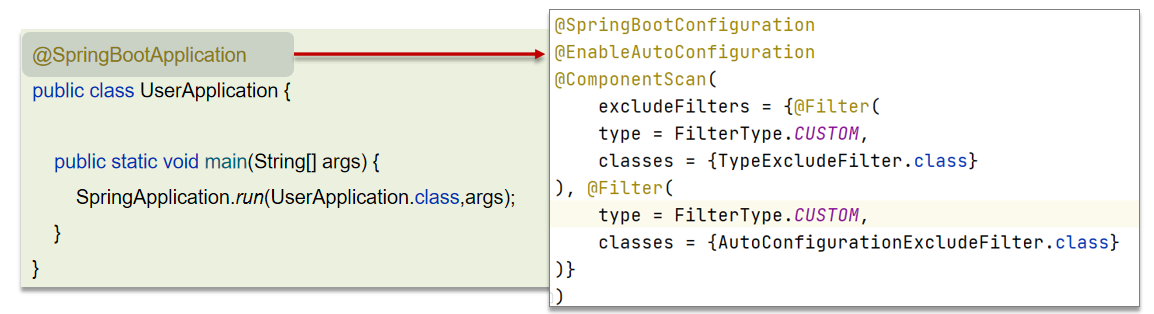 @SpringBootApplication
public class UserApplication {
public static void main(String[] args) {
SpringApplication.run(UserApplication.class,args);
}
}
@SpringBootConfiguration
@EnableAutoConfiguration
@ComponentScan(
excludeFilters = {@Filter(
type = FilterType.CUSTOM,
classes = {TypeExcludeFilter.class}
), @Filter(
type = FilterType.CUSTOM,
classes = {AutoConfigurationExcludeFilter.class}
)}
)